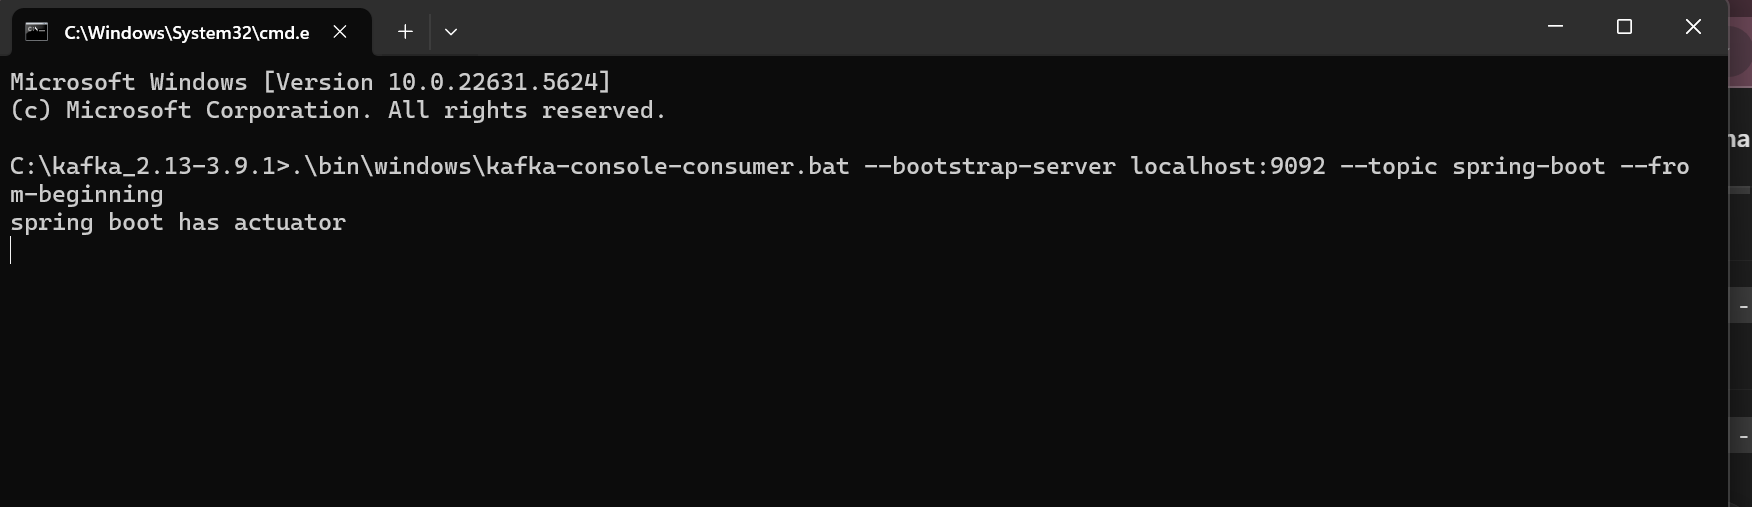 C:\Windows\System32\cmd.e
Microsoft Windows [Version 10.0.22631.5624]
(c) Microsoft Corporation. All rights reserved.
C:\kafka_2.13-3.9.1>.\bin\windows\kafka-console-consumer.bat --bootstrap-server localhost:9092 --topic spring-boot --fro
m-beginning
spring boot has actuator